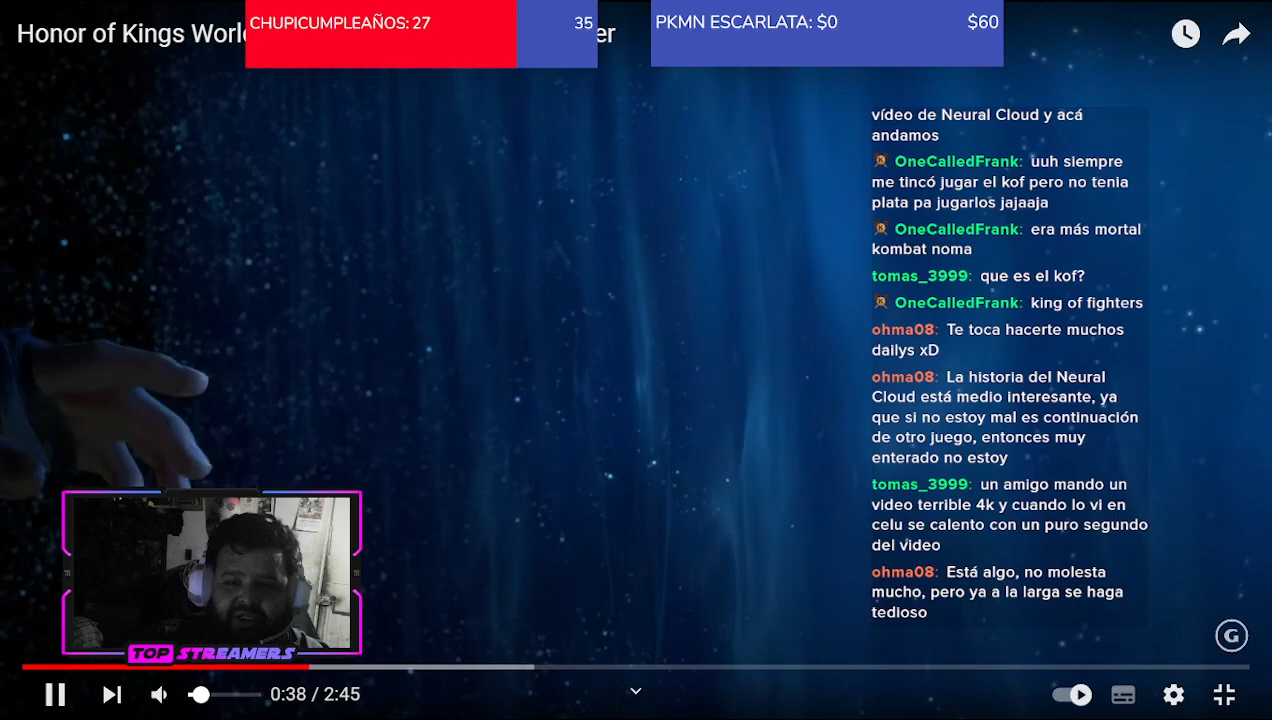 Honor of Kings Worl
er
CHUPICUMPLEAÑOS: 27
35
PKMN ESCARLATA: $0
$60
vídeo de Neural Cloud y acá
andamos
OneCalledFrank: uuh siempre
me tincó jugar el kof pero no tenia
plata pa jugarlos jajaaja
OneCalledFrank: era más mortal
kombat noma
tomas_3999: que es el kof?
OneCalledFrank: king of fighters
ohma08: Te toca hacerte muchos
dailys xD
ohma08: La historia del Neural
Cloud está medio interesante, ya
que si no estoy mal es continuación
de otro juego, entonces muy
enterado no estoy
tomas_3999: un amigo mando un
video terrible 4k y cuando lo vi en
celu se calento con un puro segundo
del video
ohma08: Está algo, no molesta
mucho, pero ya a la larga se haga
tedioso
G
TOP STREAMERS
0:38 / 2:45